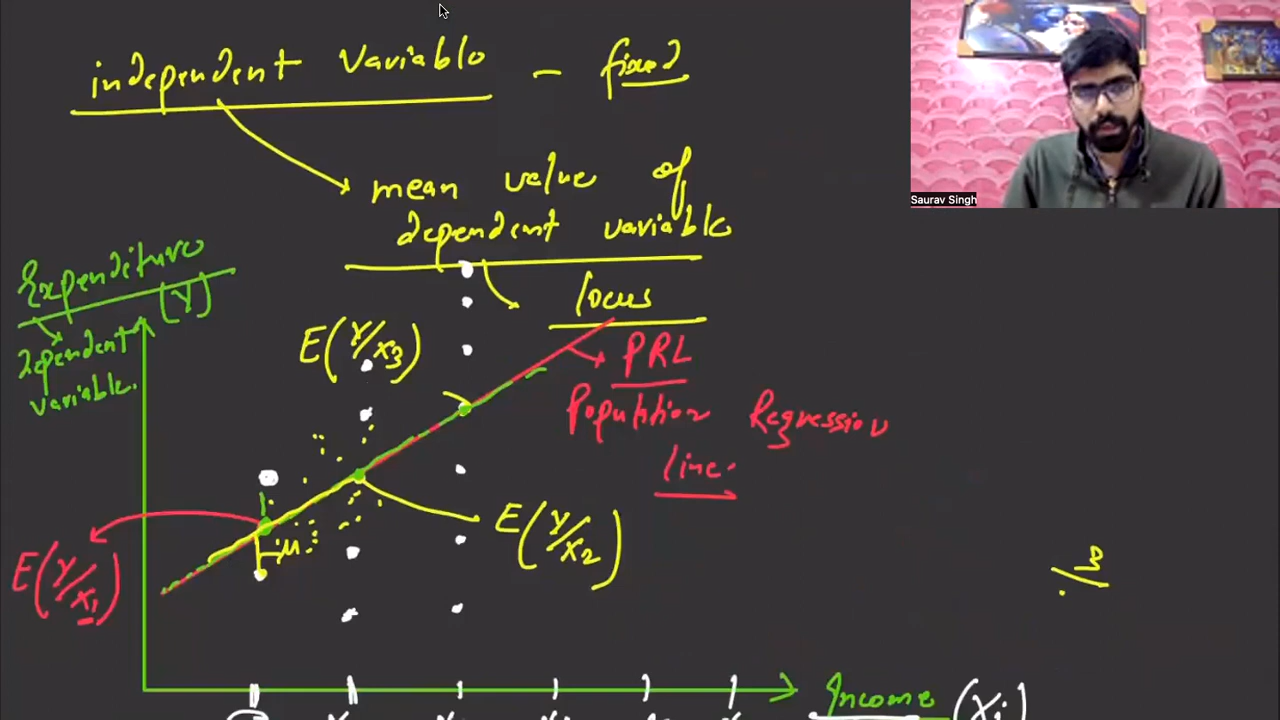 independent variable - fixed
mean value of
dependent variable
locus
Expenditure
(Y)
dependent
variable.
E(Y/X3)
PRL
Population Regression
line.
E(Y/X2)
E(Y/X1)
Income (Xi)
Saurav Singh